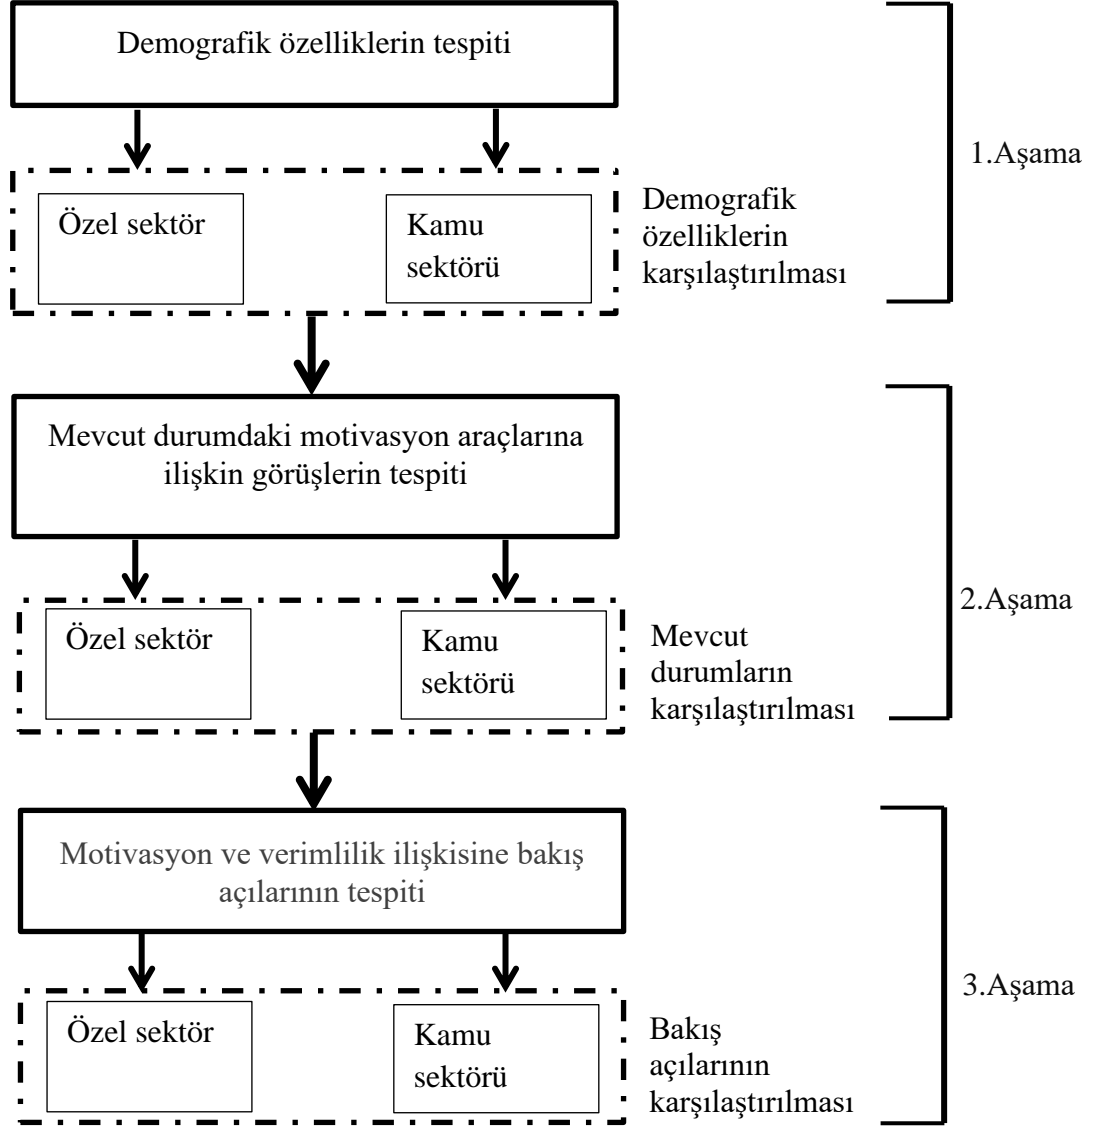 Demografik özelliklerin tespiti
1.Aşama
Özel sektör
Kamu
sektörü
Demografik
özelliklerin
karşılaştırılması
Mevcut durumdaki motivasyon araçlarına
ilişkin görüşlerin tespiti
2.Aşama
Özel sektör
Kamu
sektörü
Mevcut
durumların
karşılaştırılması
Motivasyon ve verimlilik ilişkisine bakış
açılarının tespiti
3.Aşama
Özel sektör
Kamu
sektörü
Bakış
açılarının
karşılaştırılması